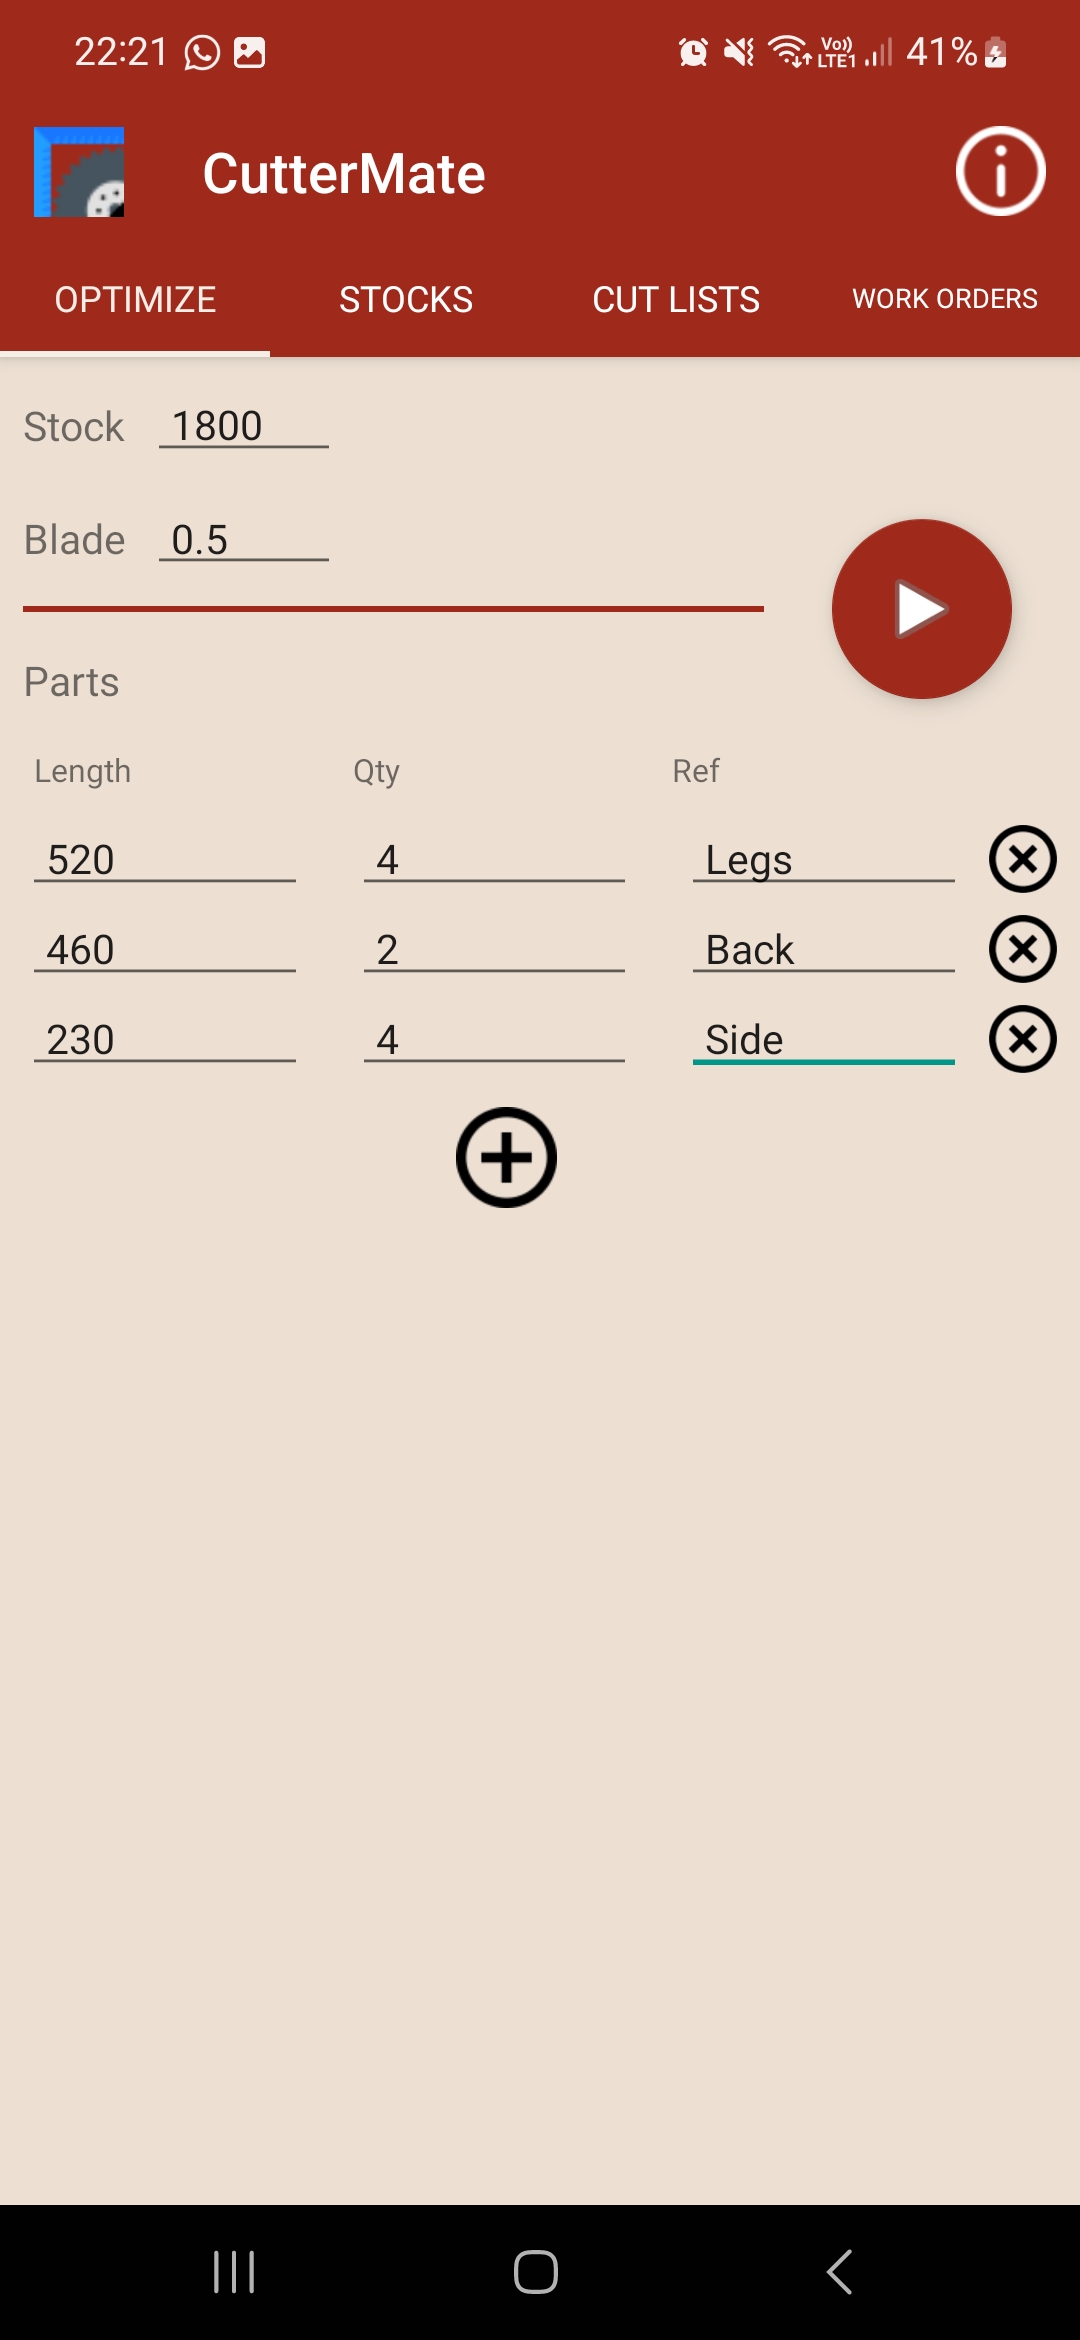 22:21 Vo)) LTE1 41%
CutterMate
OPTIMIZE STOCKS CUT LISTS WORK ORDERS
Stock 1800
Blade 0.5
Parts
Length Qty Ref
520 4 Legs
460 2 Back
230 4 Side